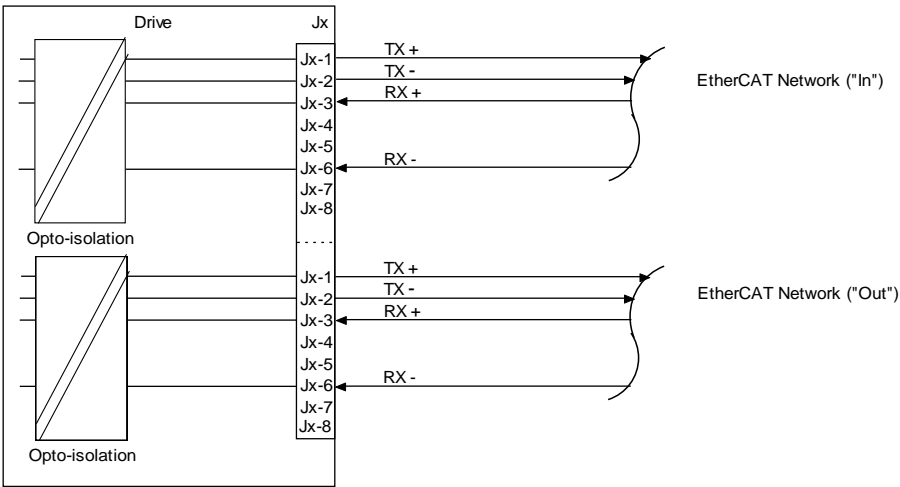 Drive Jx
Jx-1 TX +
Jx-2 TX -
Jx-3 RX +
EtherCAT Network ("In")
Jx-4
Jx-5
Jx-6 RX -
Jx-7
Jx-8
Opto-isolation
Jx-1 TX +
Jx-2 TX -
Jx-3 RX +
EtherCAT Network ("Out")
Jx-4
Jx-5
Jx-6 RX -
Jx-7
Jx-8
Opto-isolation